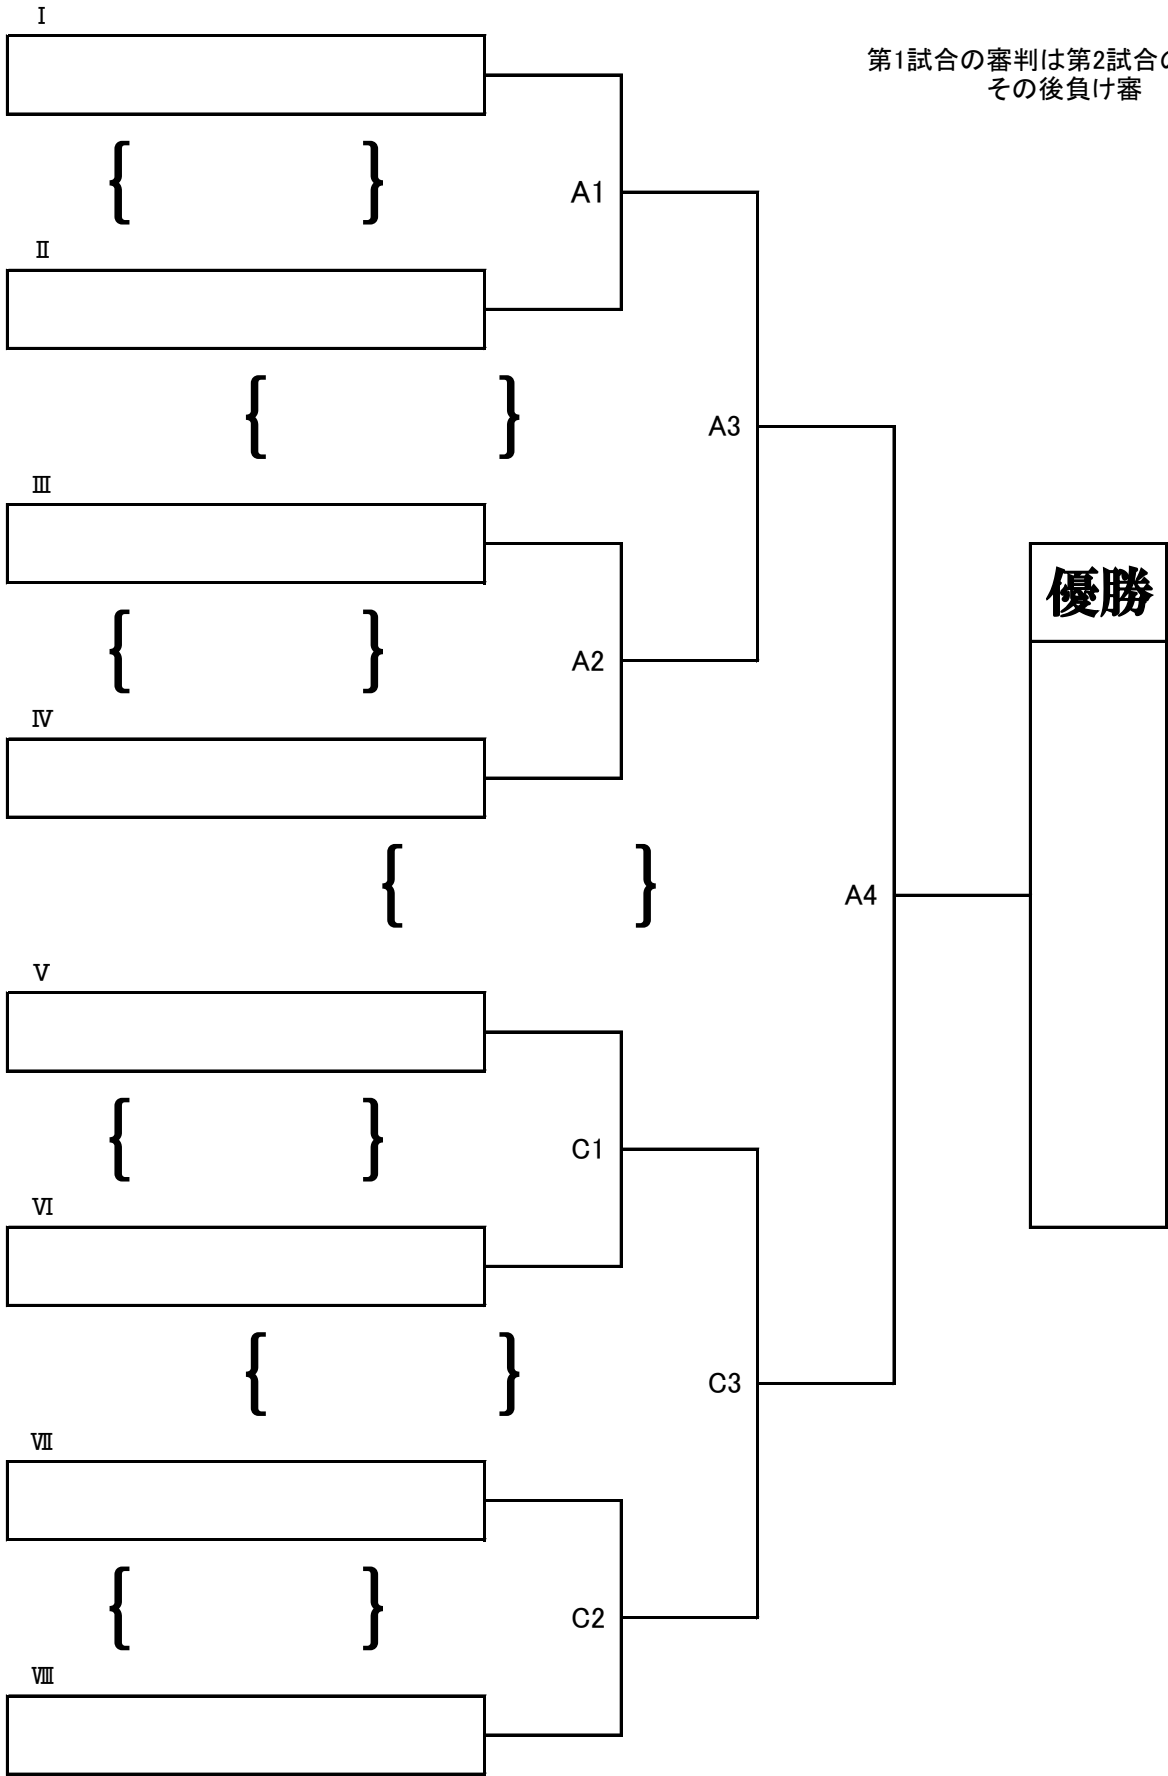 Ⅰ
第1試合の審判は第2試合の
その後負け審
{ }
A1
Ⅱ
{ }
A3
Ⅲ
優勝
{ }
A2
Ⅳ
{ }
A4
Ⅴ
{ }
C1
Ⅵ
{ }
C3
Ⅶ
{ }
C2
Ⅷ